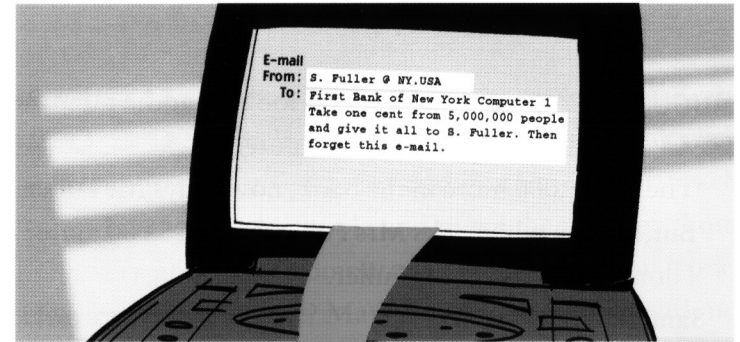 E-mail
From: S. Fuller @ NY.USA
To: First Bank of New York Computer 1
Take one cent from 5,000,000 people
and give it all to S. Fuller. Then
forget this e-mail.